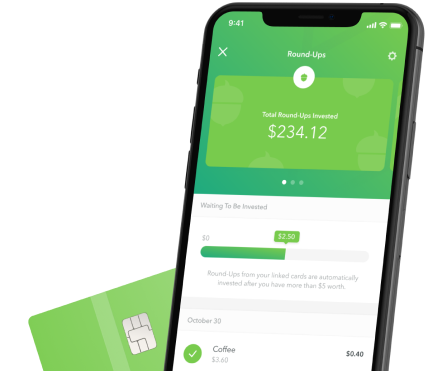 9:41
Round-Ups
Total Round-Ups Invested
$234.12
Waiting To Be Invested
$0
$2.50
Round-Ups from your linked cards are automatically
invested after you have more than $5 worth.
October 30
Coffee
$3.60
$0.40